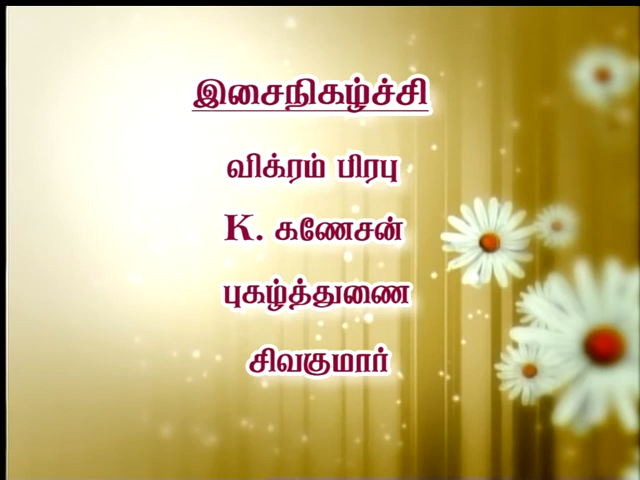 இசைநிகழ்ச்சி
விக்ரம் பிரபு
K. கணேசன்
புகழ்த்துணை
சிவகுமார்